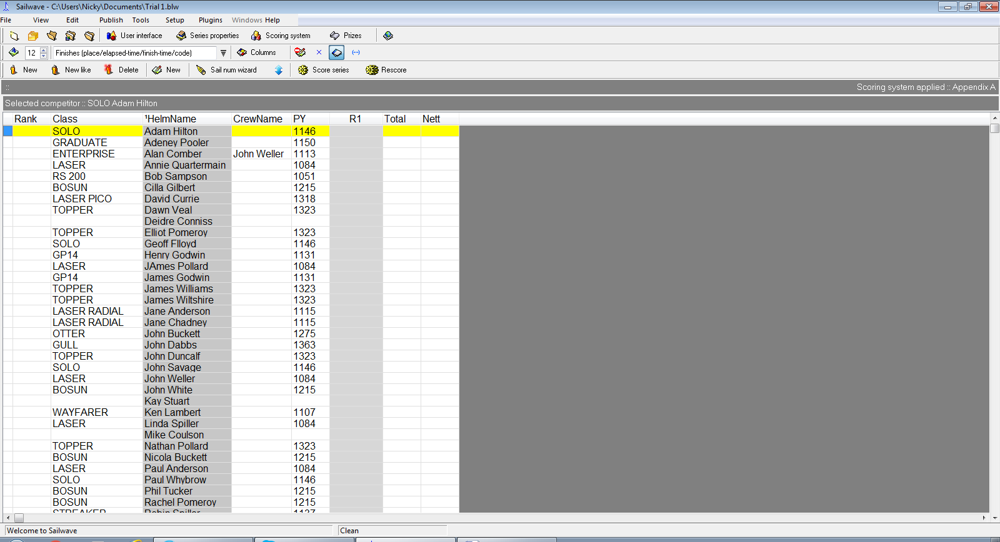 Sailwave - C:\Users\Nicky\Documents\Trial 1.blw
File View Edit Publish Tools Setup Plugins Windows Help
User interface Series properties Scoring system Prizes
12 Finishes (place/elapsed-time/finish-time/code) Columns
New New like Delete New Sail num wizard Score series Rescore
:: Scoring system applied :: Appendix A
Selected competitor :: SOLO Adam Hilton
Rank Class ¹HelmName CrewName PY R1 Total Nett
SOLO Adam Hilton 1146
GRADUATE Adeney Pooler 1150
ENTERPRISE Alan Comber John Weller 1113
LASER Annie Quartermain 1084
RS 200 Bob Sampson 1051
BOSUN Cilla Gilbert 1215
LASER PICO David Currie 1318
TOPPER Dawn Veal 1323
Deidre Conniss
TOPPER Elliot Pomeroy 1323
SOLO Geoff Flloyd 1146
GP14 Henry Godwin 1131
LASER JAmes Pollard 1084
GP14 James Godwin 1131
TOPPER James Williams 1323
TOPPER James Wiltshire 1323
LASER RADIAL Jane Anderson 1115
LASER RADIAL Jane Chadney 1115
OTTER John Buckett 1275
GULL John Dabbs 1363
TOPPER John Duncalf 1323
SOLO John Savage 1146
LASER John Weller 1084
BOSUN John White 1215
Kay Stuart
WAYFARER Ken Lambert 1107
LASER Linda Spiller 1084
Mike Coulson
TOPPER Nathan Pollard 1323
BOSUN Nicola Buckett 1215
LASER Paul Anderson 1084
SOLO Paul Whybrow 1146
BOSUN Phil Tucker 1215
BOSUN Rachel Pomeroy 1215
STREAKER Robin Spiller 1137
Welcome to Sailwave Clean